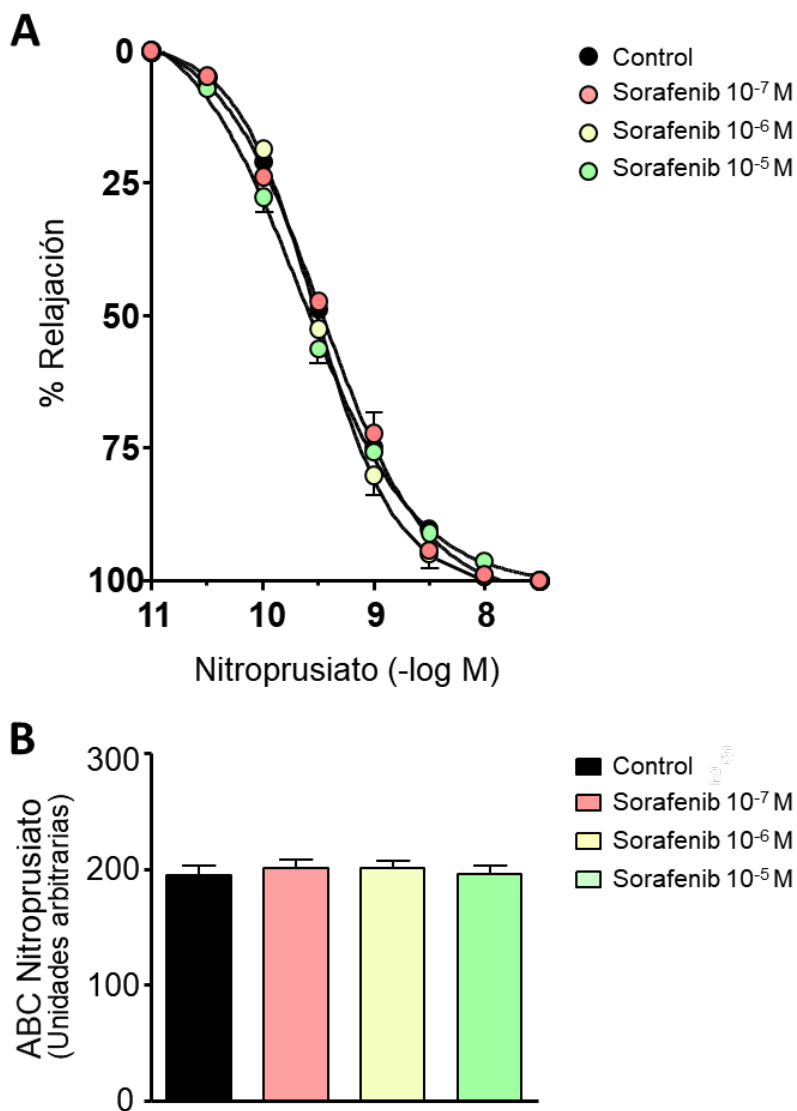 A
Control
Sorafenib 10⁻⁷ M
Sorafenib 10⁻⁶ M
Sorafenib 10⁻⁵ M
% Relajación
0
25
50
75
100
11 10 9 8
Nitroprusiato (-log M)
B
Control
Sorafenib 10⁻⁷ M
Sorafenib 10⁻⁶ M
Sorafenib 10⁻⁵ M
ABC Nitroprusiato
(Unidades arbitrarias)
300
200
100
0